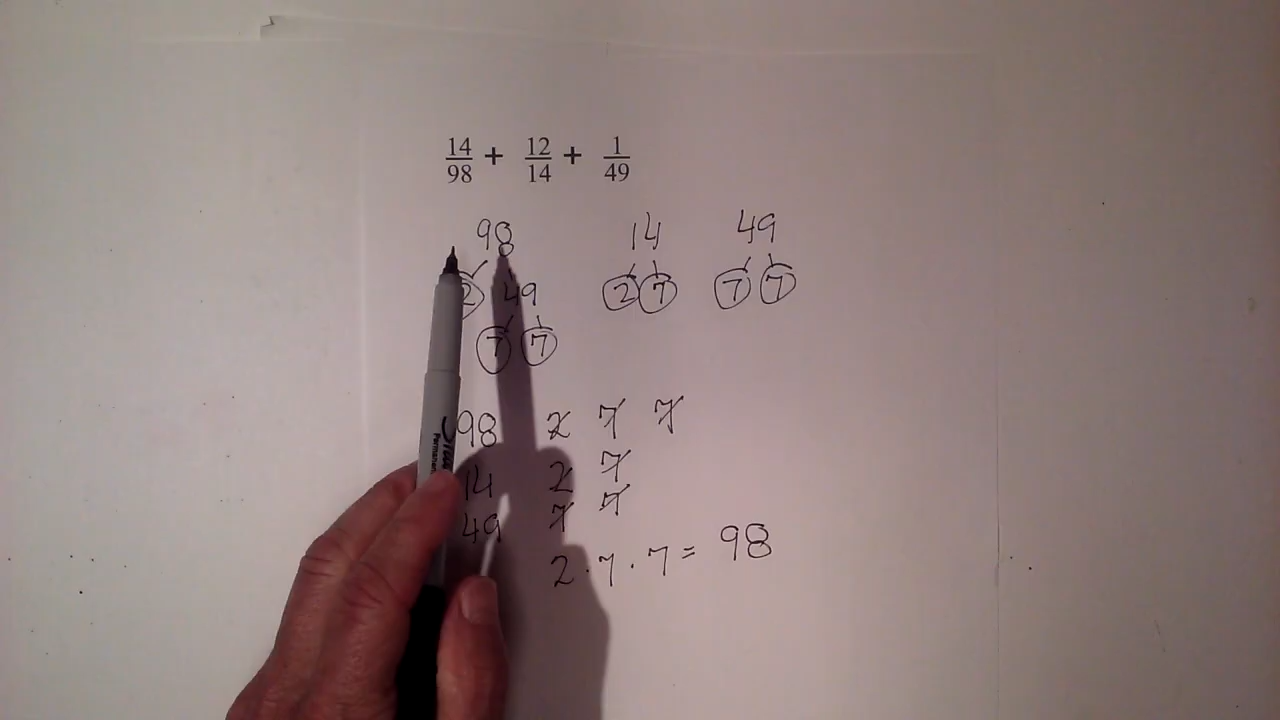 14/98 + 12/14 + 1/49
98 14 49
2 49 2 7 7 7
7 7
98 2 7 7
14 2 7
49 7 7
2 · 7 · 7 = 98
Permanent